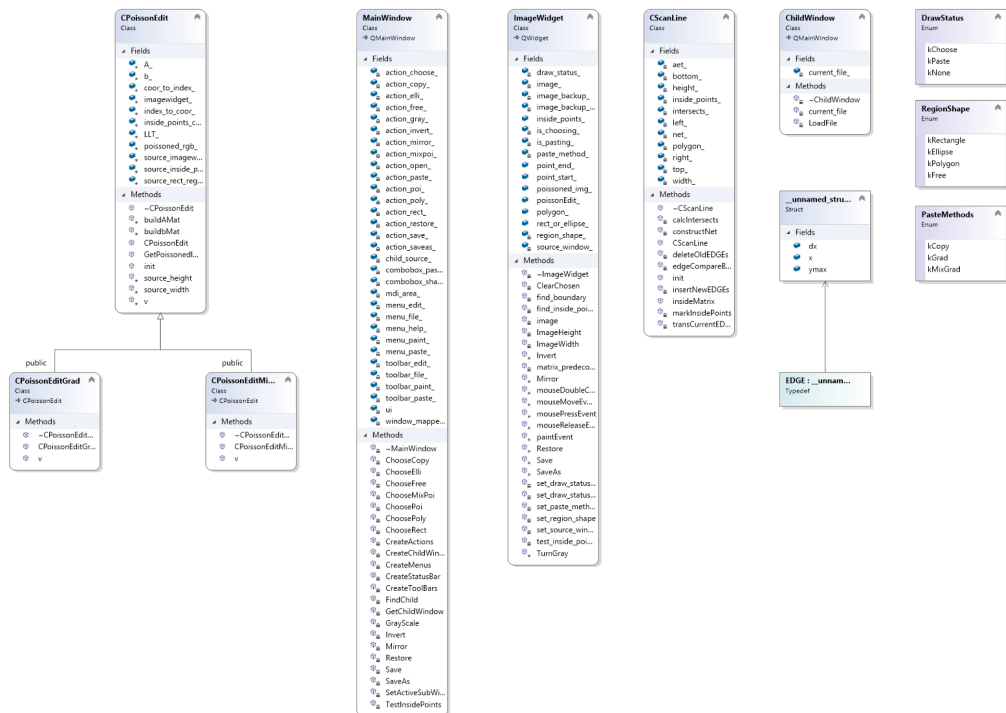 CPoissonEdit
Class
Fields
A_
b_
coor_to_index_
imagewidget_
index_to_coor_
inside_points_c...
LLT_
poissoned_rgb_
source_imagew...
source_inside_p...
source_rect_reg...
Methods
~CPoissonEdit
buildAMat
buildbMat
CPoissonEdit
GetPoissonedI...
init
source_height
source_width
v
public
public
CPoissonEditGrad
Class
CPoissonEdit
Methods
~CPoissonEdit...
CPoissonEditGr...
v
CPoissonEditMi...
Class
CPoissonEdit
Methods
~CPoissonEdit...
CPoissonEditMi...
v
MainWindow
Class
QMainWindow
Fields
action_choose_
action_copy_
action_elli_
action_free_
action_gray_
action_invert_
action_mirror_
action_mixpoi_
action_open_
action_paste_
action_poi_
action_poly_
action_rect_
action_restore_
action_save_
action_saveas_
child_source_
combobox_pas...
combobox_sha...
mdi_area_
menu_edit_
menu_file_
menu_help_
menu_paint_
menu_paste_
toolbar_edit_
toolbar_file_
toolbar_paint_
toolbar_paste_
ui
window_mappe...
Methods
~MainWindow
ChooseCopy
ChooseElli
ChooseFree
ChooseMixPoi
ChoosePoi
ChoosePoly
ChooseRect
CreateActions
CreateChildWin...
CreateMenus
CreateStatusBar
CreateToolBars
FindChild
GetChildWindow
GrayScale
Invert
Mirror
Restore
Save
SaveAs
SetActiveSubWi...
TestInsidePoints
ImageWidget
Class
QWidget
Fields
draw_status_
image_
image_backup_
image_backup_...
inside_points_
is_choosing_
is_pasting_
paste_method_
point_end_
point_start_
poissoned_img_
poissonEdit_
polygon_
rect_or_ellipse_
region_shape_
source_window_
Methods
~ImageWidget
ClearChosen
find_boundary
find_inside_poi...
image
ImageHeight
ImageWidth
Invert
matrix_predeco...
Mirror
mouseDoubleC...
mouseMoveEv...
mousePressEvent
mouseReleaseE...
paintEvent
Restore
Save
SaveAs
set_draw_status...
set_draw_status...
set_paste_meth...
set_region_shape
set_source_win...
test_inside_poi...
TurnGray
CScanLine
Class
Fields
aet_
bottom_
height_
inside_points_
intersects_
left_
net_
polygon_
right_
top_
width_
Methods
~CScanLine
calcIntersects
constructNet
CScanLine
deleteOldEDGEs
edgeCompareB...
init
insertNewEDGEs
insideMatrix
markInsidePoints
transCurrentED...
ChildWindow
Class
QMainWindow
Fields
current_file_
Methods
~ChildWindow
current_file
LoadFile
__unnamed_stru...
Struct
Fields
dx
x
ymax
EDGE : __unnam...
Typedef
DrawStatus
Enum
kChoose
kPaste
kNone
RegionShape
Enum
kRectangle
kEllipse
kPolygon
kFree
PasteMethods
Enum
kCopy
kGrad
kMixGrad